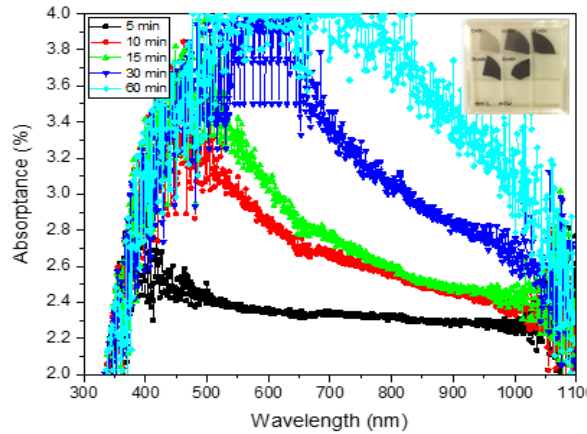 4.0
3.8
3.6
3.4
3.2
3.0
2.8
2.6
2.4
2.2
2.0
Absorptance (%)
5 min
10 min
15 min
30 min
60 min
300 400 500 600 700 800 900 1000 1100
Wavelength (nm)